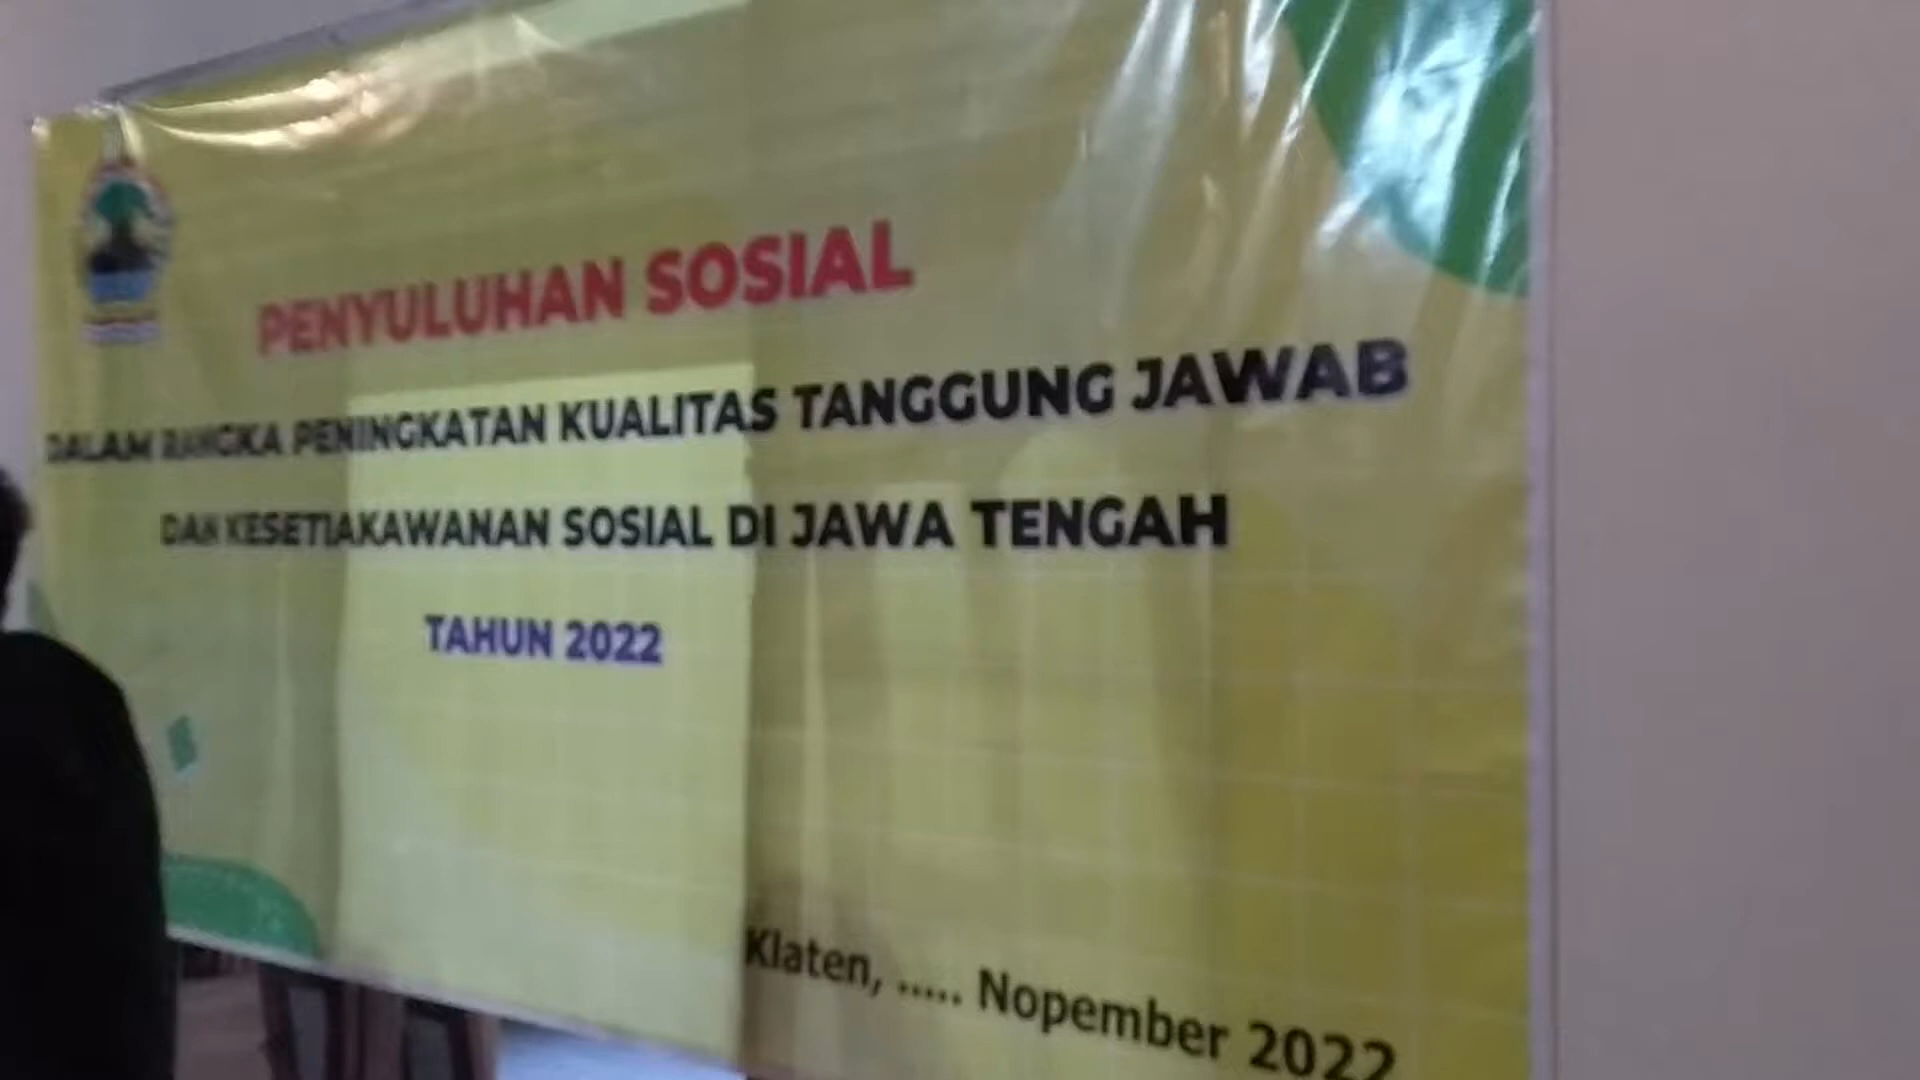 PENYULUHAN SOSIAL
DALAM RANGKA PENINGKATAN KUALITAS TANGGUNG JAWAB
DAN KESETIAKAWANAN SOSIAL DI JAWA TENGAH
TAHUN 2022
Klaten, ..... Nopember 2022